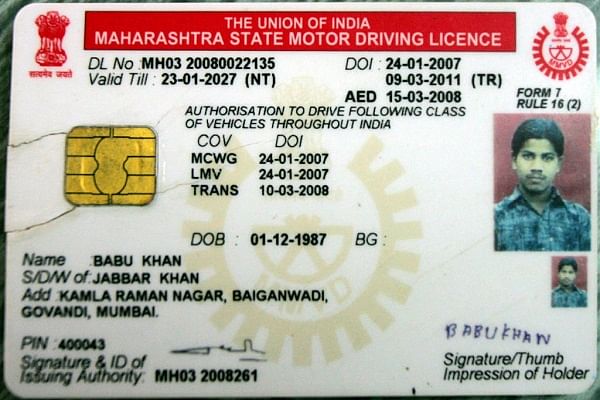 THE UNION OF INDIA
MAHARASHTRA STATE MOTOR DRIVING LICENCE
सत्यमेव जयते
MMVD
DL No : MH03 20080022135 DOI : 24-01-2007
Valid Till : 23-01-2027 (NT) 09-03-2011 (TR)
AED 15-03-2008
FORM 7
RULE 16 (2)
AUTHORISATION TO DRIVE FOLLOWING CLASS
OF VEHICLES THROUGHOUT INDIA
COV DOI
MCWG 24-01-2007
LMV 24-01-2007
TRANS 10-03-2008
DOB : 01-12-1987 BG :
Name : BABU KHAN
S/D/W of : JABBAR KHAN
Add : KAMLA RAMAN NAGAR, BAIGANWADI,
GOVANDI, MUMBAI.
PIN : 400043
Signature & ID of
Issuing Authority: MH03 2008261
BABUKHAN
Signature/Thumb
Impression of Holder